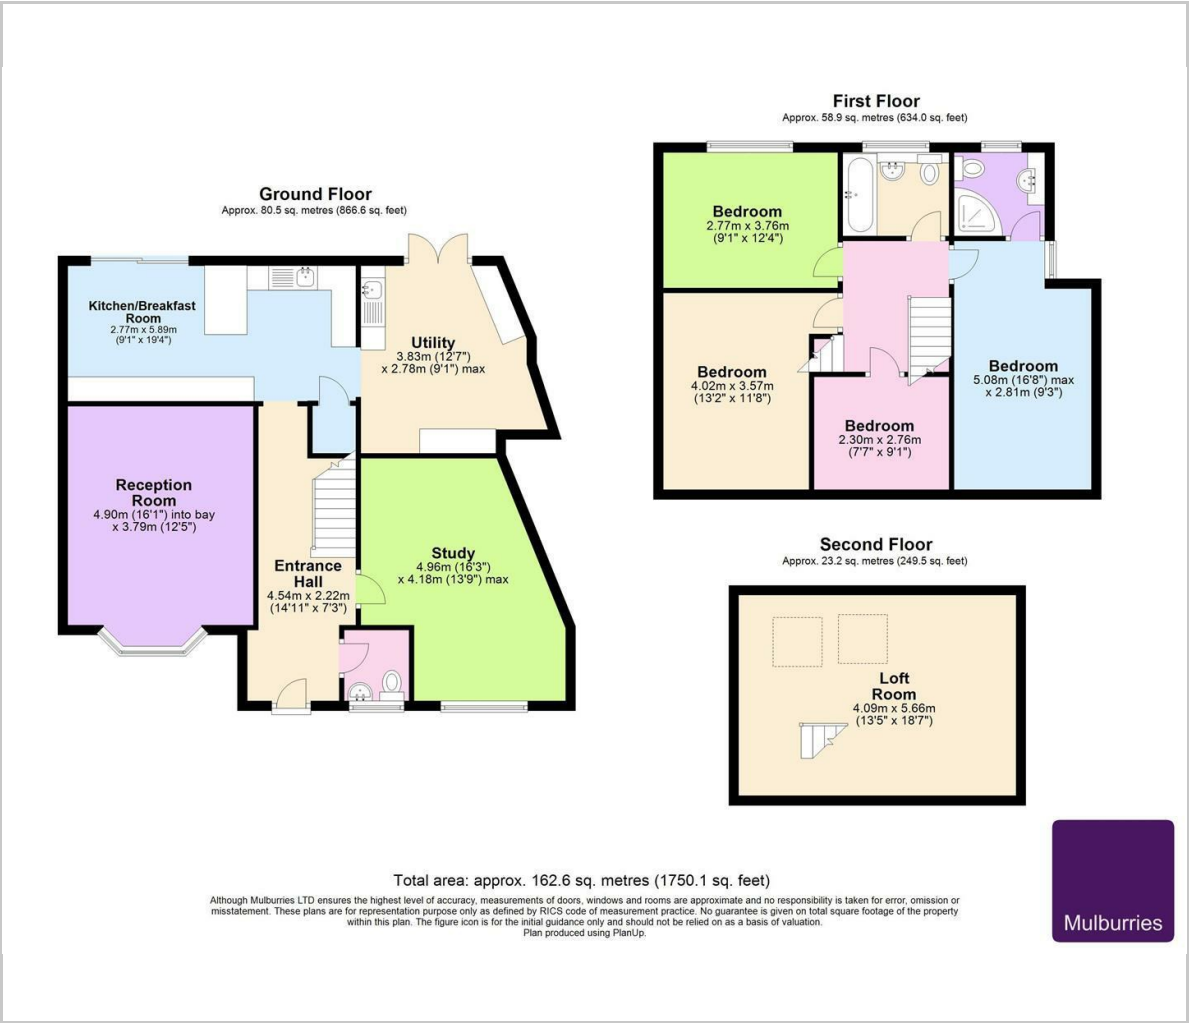 Ground Floor
Approx. 80.5 sq. metres (866.6 sq. feet)
Kitchen/Breakfast
Room
2.77m x 5.89m
(9'1" x 19'4")
Utility
3.83m (12'7")
x 2.78m (9'1") max
Reception
Room
4.90m (16'1") into bay
x 3.79m (12'5")
Entrance
Hall
4.54m x 2.22m
(14'11" x 7'3")
Study
4.96m (16'3")
x 4.18m (13'9") max
First Floor
Approx. 58.9 sq. metres (634.0 sq. feet)
Bedroom
2.77m x 3.76m
(9'1" x 12'4")
Bedroom
4.02m x 3.57m
(13'2" x 11'8")
Bedroom
2.30m x 2.76m
(7'7" x 9'1")
Bedroom
5.08m (16'8") max
x 2.81m (9'3")
Second Floor
Approx. 23.2 sq. metres (249.5 sq. feet)
Loft
Room
4.09m x 5.66m
(13'5" x 18'7")
Total area: approx. 162.6 sq. metres (1750.1 sq. feet)
Although Mulburries LTD ensures the highest level of accuracy, measurements of doors, windows and rooms are approximate and no responsibility is taken for error, omission or
misstatement. These plans are for representation purpose only as defined by RICS code of measurement practice. No guarantee is given on total square footage of the property
within this plan. The figure icon is for the initial guidance only and should not be relied on as a basis of valuation.
Plan produced using PlanUp.
Mulburries